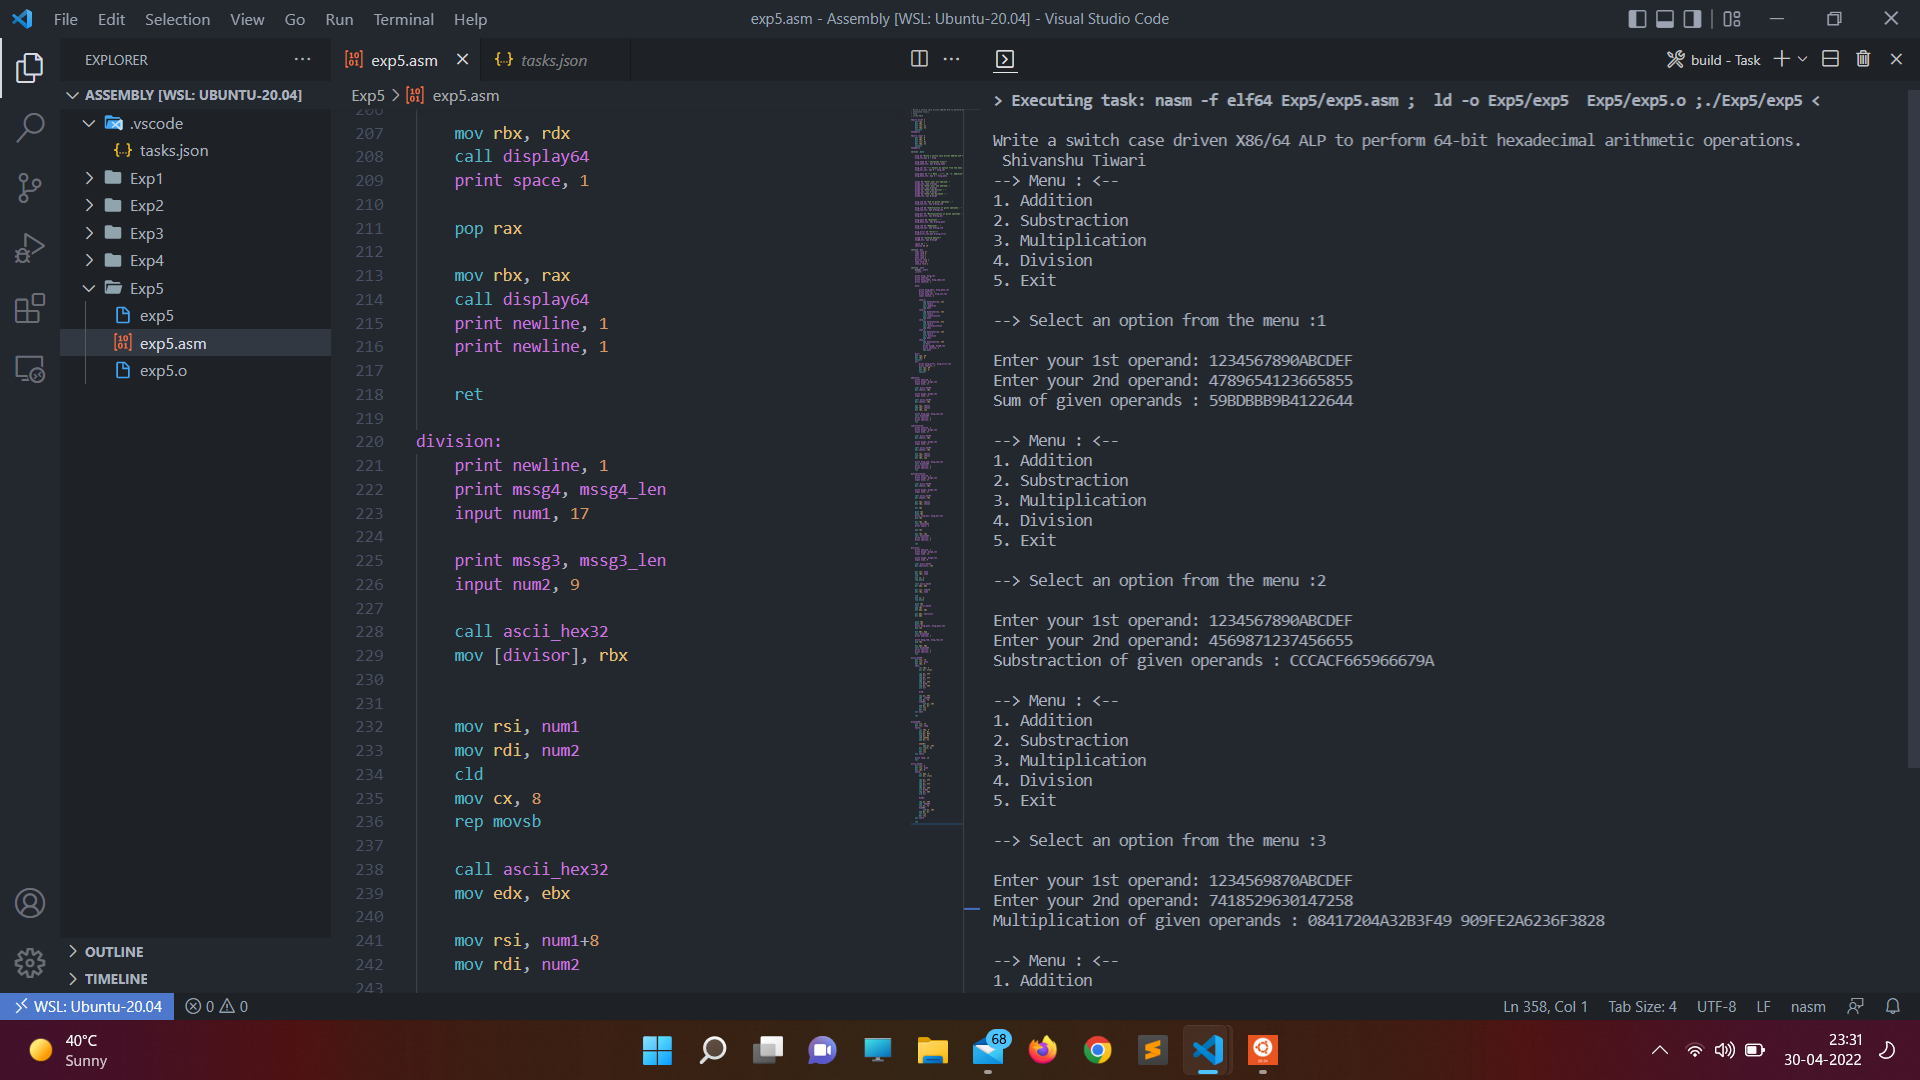 File Edit Selection View Go Run Terminal Help
exp5.asm - Assembly [WSL: Ubuntu-20.04] - Visual Studio Code
EXPLORER
ASSEMBLY [WSL: UBUNTU-20.04]
.vscode
tasks.json
Exp1
Exp2
Exp3
Exp4
Exp5
exp5
exp5.asm
exp5.o
OUTLINE
TIMELINE
exp5.asm
tasks.json
Exp5 > exp5.asm
206
207 mov rbx, rdx
208 call display64
209 print space, 1
210
211 pop rax
212
213 mov rbx, rax
214 call display64
215 print newline, 1
216 print newline, 1
217
218 ret
219
220 division:
221 print newline, 1
222 print mssg4, mssg4_len
223 input num1, 17
224
225 print mssg3, mssg3_len
226 input num2, 9
227
228 call ascii_hex32
229 mov [divisor], rbx
230
231
232 mov rsi, num1
233 mov rdi, num2
234 cld
235 mov cx, 8
236 rep movsb
237
238 call ascii_hex32
239 mov edx, ebx
240
241 mov rsi, num1+8
242 mov rdi, num2
243
build - Task
> Executing task: nasm -f elf64 Exp5/exp5.asm ;  ld -o Exp5/exp5  Exp5/exp5.o ;./Exp5/exp5 <
Write a switch case driven X86/64 ALP to perform 64-bit hexadecimal arithmetic operations.
Shivanshu Tiwari
--> Menu : <--
1. Addition
2. Substraction
3. Multiplication
4. Division
5. Exit
--> Select an option from the menu :1
Enter your 1st operand: 1234567890ABCDEF
Enter your 2nd operand: 4789654123665855
Sum of given operands : 59BDBBB9B4122644
--> Menu : <--
1. Addition
2. Substraction
3. Multiplication
4. Division
5. Exit
--> Select an option from the menu :2
Enter your 1st operand: 1234567890ABCDEF
Enter your 2nd operand: 4569871237456655
Substraction of given operands : CCCACF665966679A
--> Menu : <--
1. Addition
2. Substraction
3. Multiplication
4. Division
5. Exit
--> Select an option from the menu :3
Enter your 1st operand: 1234569870ABCDEF
Enter your 2nd operand: 7418529630147258
Multiplication of given operands : 08417204A32B3F49 909FE2A6236F3828
--> Menu : <--
1. Addition
WSL: Ubuntu-20.04
0 0
Ln 358, Col 1
Tab Size: 4
UTF-8
LF
nasm
40°C
Sunny
68
23:31
30-04-2022